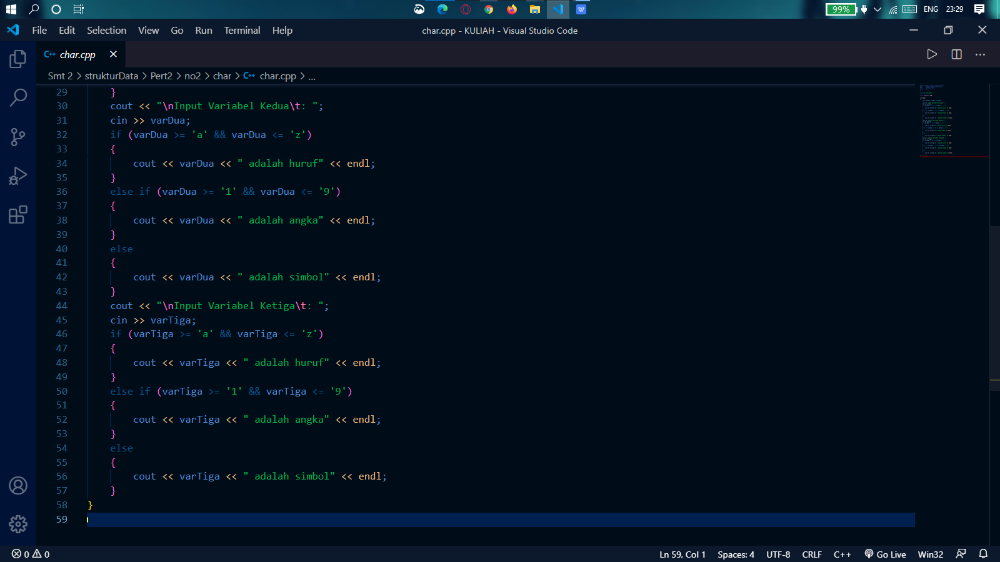 99% ENG 23:29
File Edit Selection View Go Run Terminal Help char.cpp - KULIAH - Visual Studio Code
C++ char.cpp
Smt 2 > strukturData > Pert2 > no2 > char > C++ char.cpp > ...
29 }
30 cout << "\nInput Variabel Kedua\t: ";
31 cin >> varDua;
32 if (varDua >= 'a' && varDua <= 'z')
33 {
34 cout << varDua << " adalah huruf" << endl;
35 }
36 else if (varDua >= '1' && varDua <= '9')
37 {
38 cout << varDua << " adalah angka" << endl;
39 }
40 else
41 {
42 cout << varDua << " adalah simbol" << endl;
43 }
44 cout << "\nInput Variabel Ketiga\t: ";
45 cin >> varTiga;
46 if (varTiga >= 'a' && varTiga <= 'z')
47 {
48 cout << varTiga << " adalah huruf" << endl;
49 }
50 else if (varTiga >= '1' && varTiga <= '9')
51 {
52 cout << varTiga << " adalah angka" << endl;
53 }
54 else
55 {
56 cout << varTiga << " adalah simbol" << endl;
57 }
58 }
59
0 0 Ln 59, Col 1 Spaces: 4 UTF-8 CRLF C++ Go Live Win32